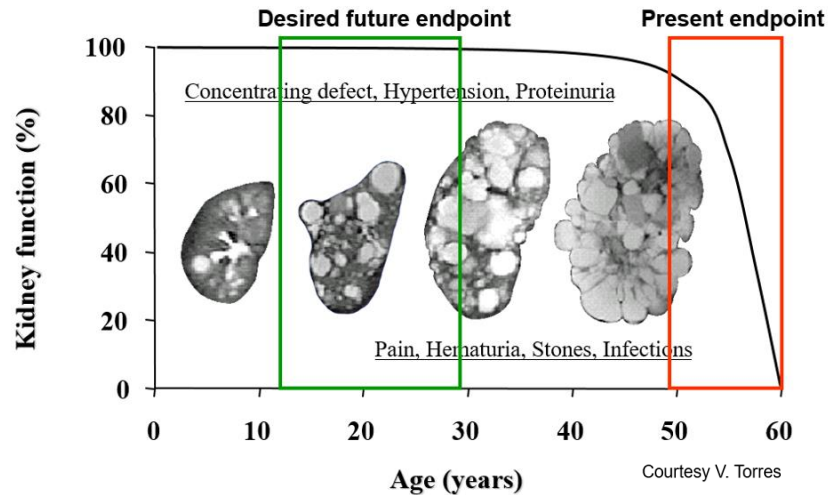 Desired future endpoint
Present endpoint
100
Concentrating defect, Hypertension, Proteinuria
80
60
40
20
Pain, Hematuria, Stones, Infections
0
Kidney function (%)
0 10 20 30 40 50 60
Age (years)
Courtesy V. Torres